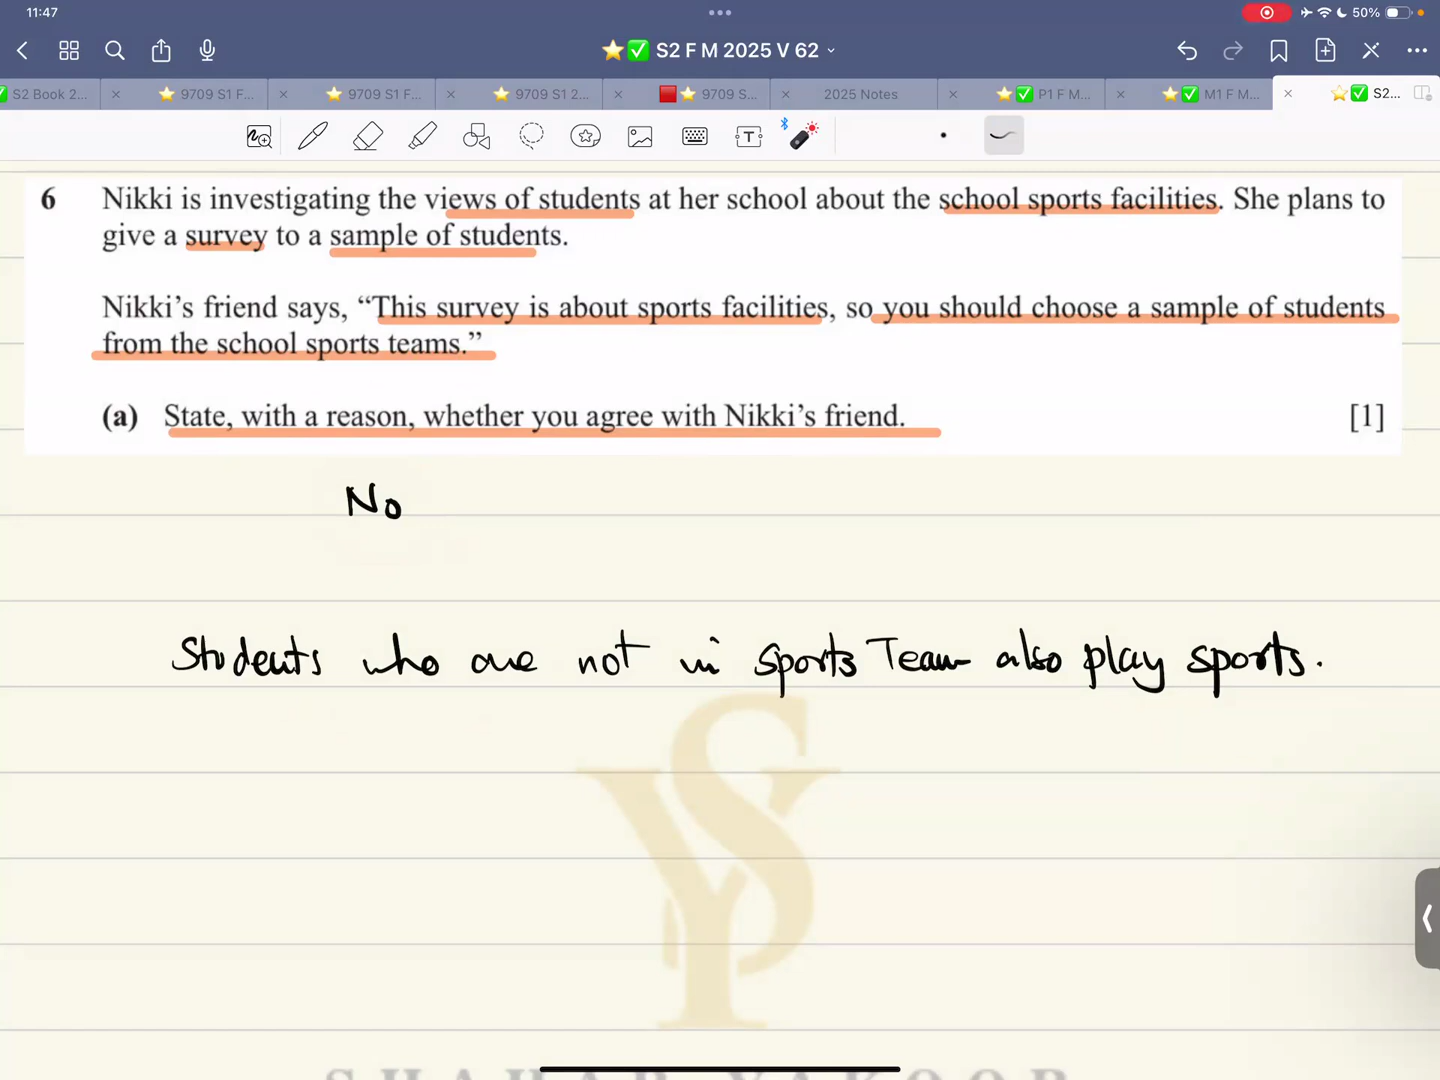 11:47
50%
S2 F M 2025 V 62
S2 Book 2...
9709 S1 F...
9709 S1 F...
9709 S1 2...
9709 S...
2025 Notes
P1 F M...
M1 F M...
S2...
6 Nikki is investigating the views of students at her school about the school sports facilities. She plans to
give a survey to a sample of students.
Nikki's friend says, “This survey is about sports facilities, so you should choose a sample of students
from the school sports teams.”
(a) State, with a reason, whether you agree with Nikki's friend. [1]
No
Students who are not in sports Team also play sports.